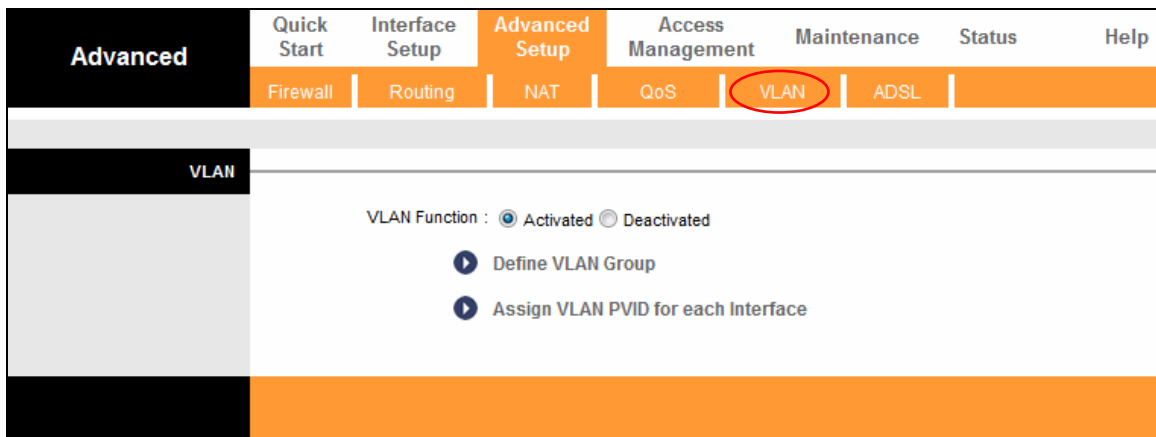 Advanced
Quick Start
Interface Setup
Advanced Setup
Access Management
Maintenance
Status
Help
Firewall
Routing
NAT
QoS
VLAN
ADSL
VLAN
VLAN Function : Activated Deactivated
Define VLAN Group
Assign VLAN PVID for each Interface